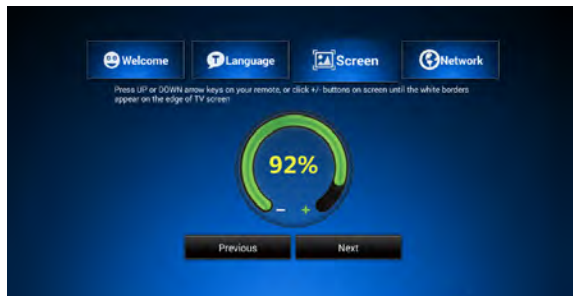 Welcome
Language
Screen
Network
Press UP or DOWN arrow keys on your remote, or click +/- buttons on screen until the white borders
appear on the edge of TV screen
92%
- +
Previous
Next